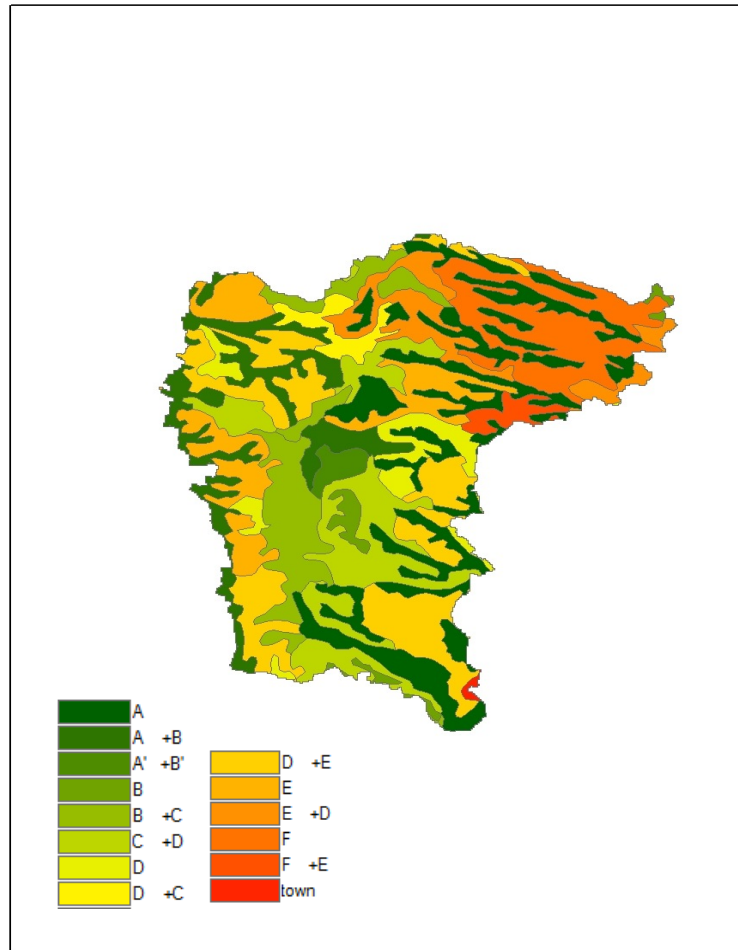 A
A +B
A' +B'
B
B +C
C +D
D
D +C
D +E
E
E +D
F
F +E
town